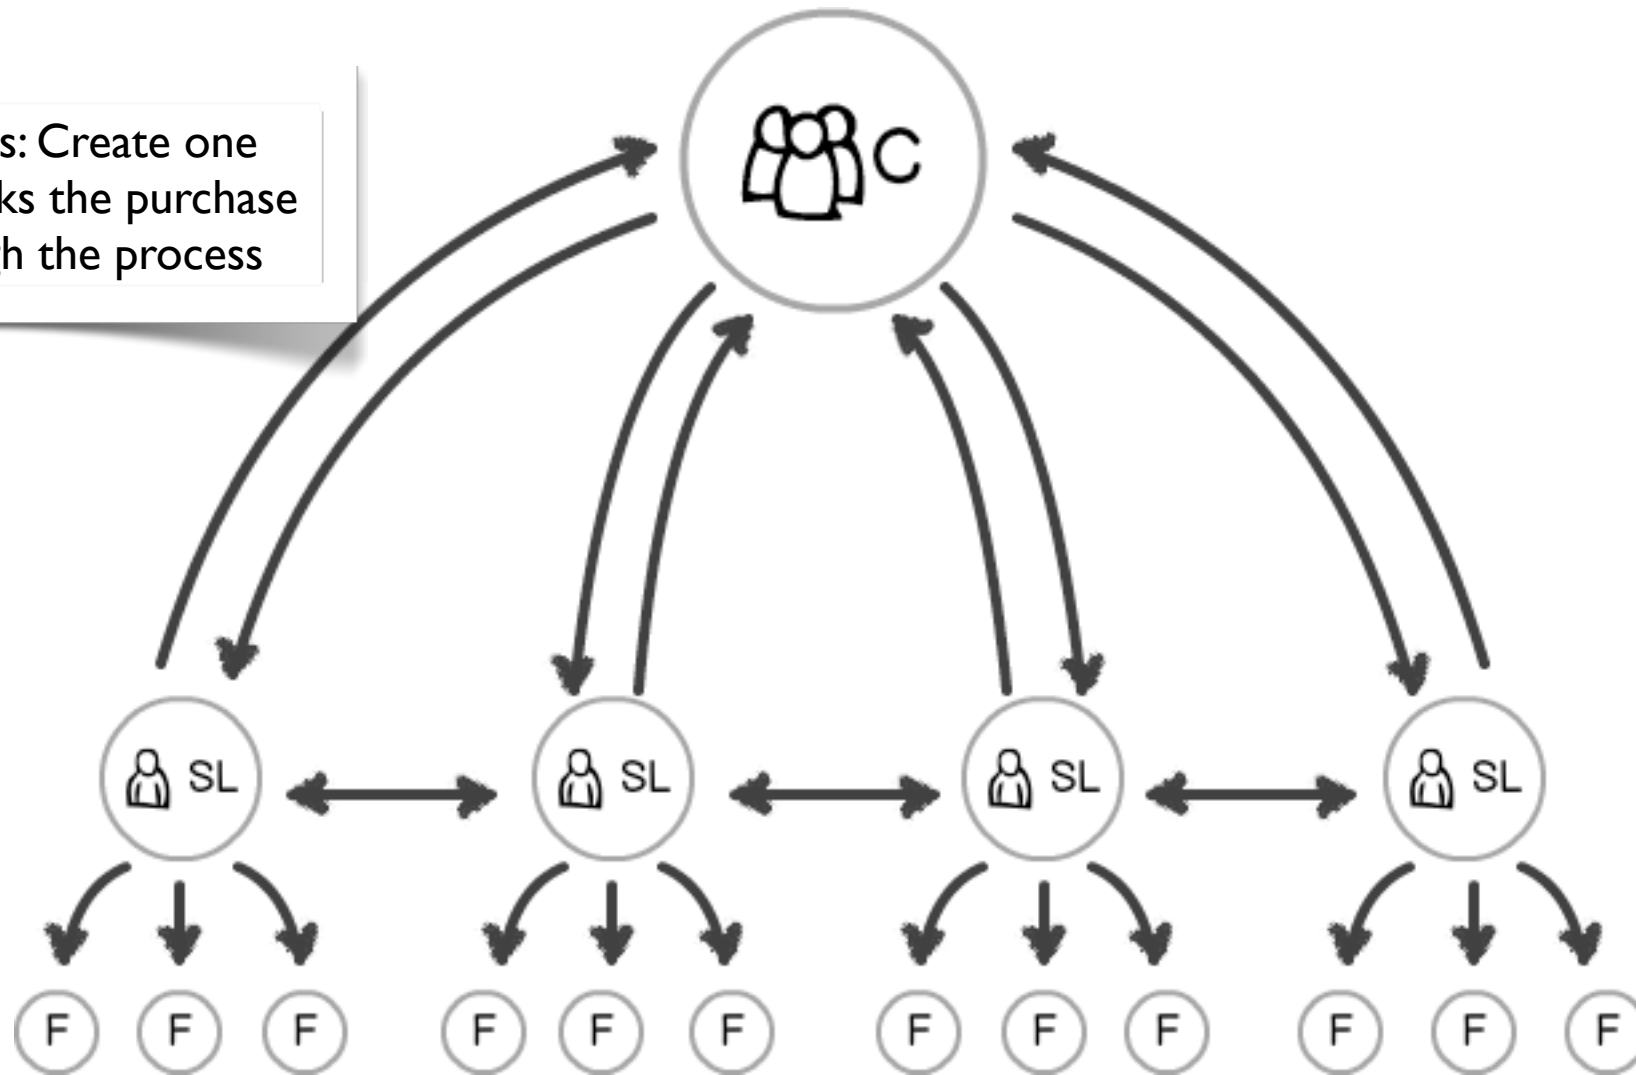 s: Create one
ks the purchase
h the process
C
SL SL SL SL
F F F F F F F F F F F F